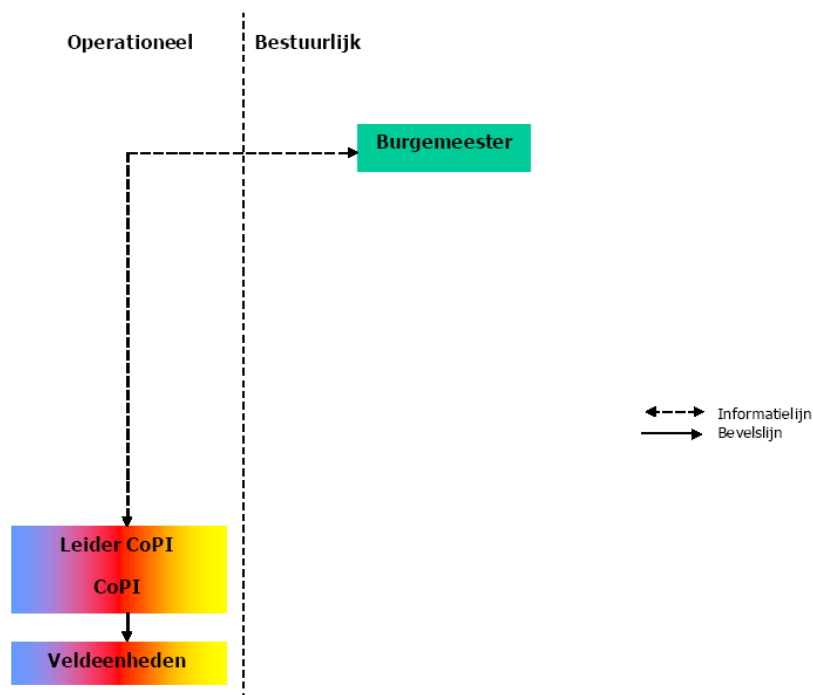 Operationeel
Bestuurlijk
Burgemeester
Informatielijn
Bevelslijn
Leider CoPI
CoPI
Veldeenheden